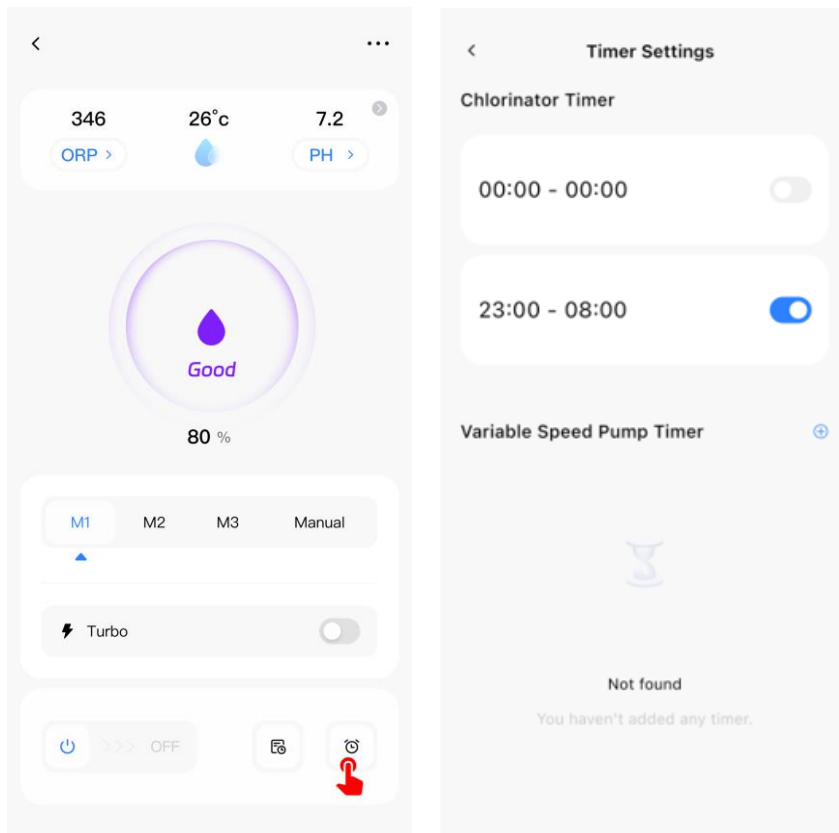 346 26°c 7.2
ORP > PH >
Good
80 %
M1 M2 M3 Manual
Turbo
>>> OFF
Timer Settings
Chlorinator Timer
00:00 - 00:00
23:00 - 08:00
Variable Speed Pump Timer
Not found
You haven't added any timer.